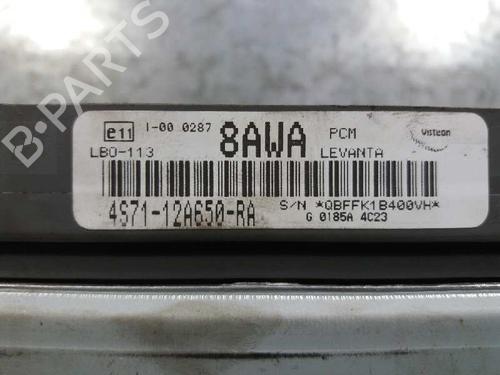 B-PARTS
e11 I-00 0287 8AWA PCM Visteon
LBO-113 LEVANTA
4S71-12A650-RA S/N *QBFFK1B400VH*
G 0185A 4C23